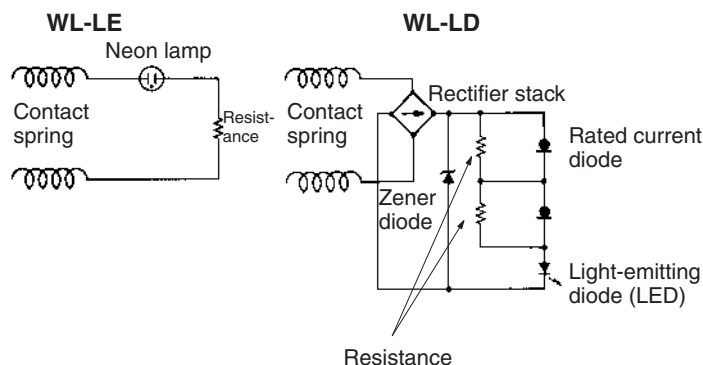 WL-LE
Neon lamp
Contact
spring
Resist-
ance
WL-LD
Rectifier stack
Contact
spring
Zener
diode
Rated current
diode
Light-emitting
diode (LED)
Resistance